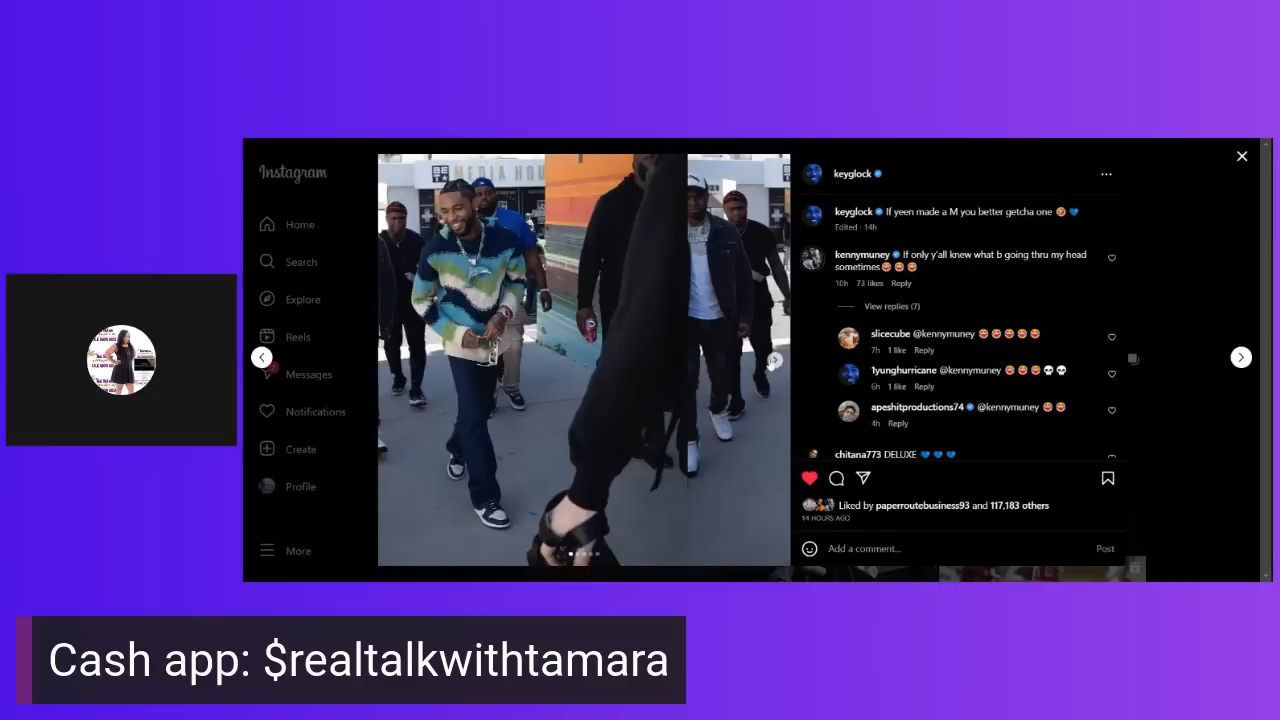 Instagram
Home
Search
Explore
Reels
Messages
Notifications
Create
Profile
More
BET MEDIA HOU
keyglock
keyglock If yeen made a M you better getcha one
Edited · 14h
kennymuney If only y'all knew what b going thru my head
sometimes
10h 73 likes Reply
View replies (7)
slicecube @kennymuney
7h 1 like Reply
1yunghurricane @kennymuney
6h 1 like Reply
apeshitproductions74 @kennymuney
4h Reply
chitana773 DELUXE
Liked by paperroutebusiness93 and 117,183 others
14 HOURS AGO
Add a comment...
Post
Cash app: $realtalkwithtamara